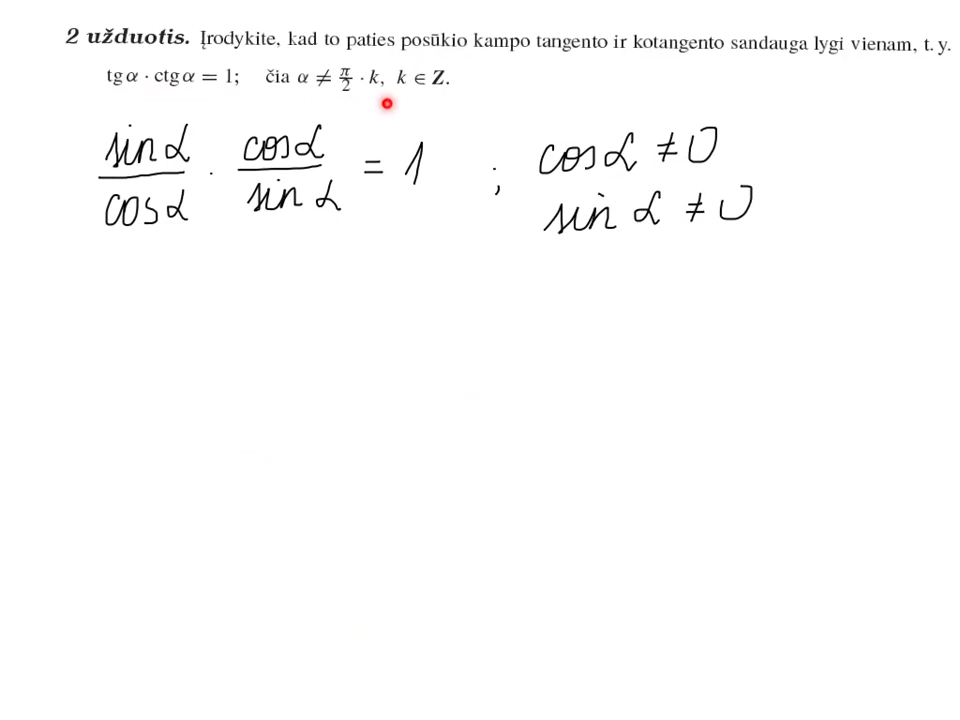 2 užduotis. Įrodykite, kad to paties posūkio kampo tangento ir kotangento sandauga lygi vienam, t. y.
tg α · ctg α = 1; čia α ≠ π/2 · k, k ∈ Z.
sin α / cos α · cos α / sin α = 1 ; cos α ≠ 0
sin α ≠ 0